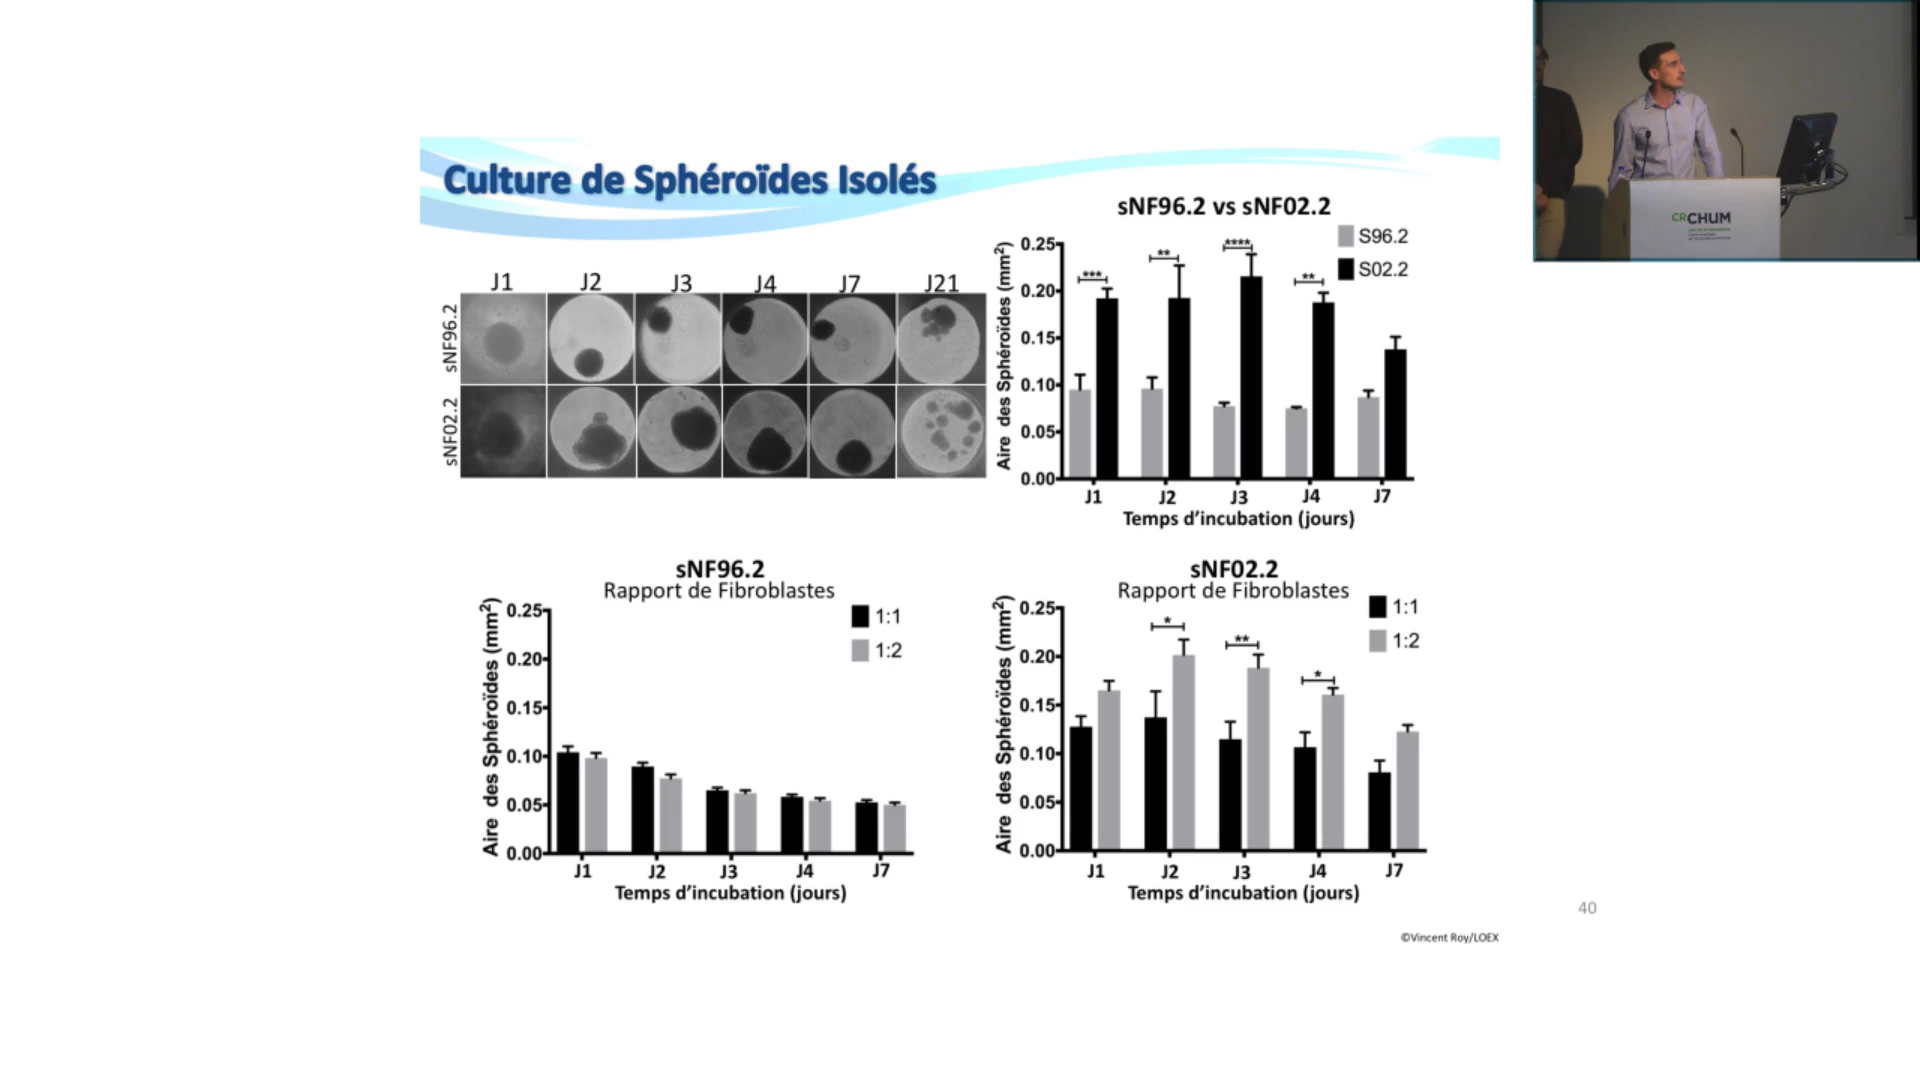 Culture de Sphéroïdes Isolés
J1 J2 J3 J4 J7 J21
sNF96.2
sNF02.2
sNF96.2 vs sNF02.2
S96.2
S02.2
Aire des Sphéroïdes (mm²)
0.25
0.20
0.15
0.10
0.05
0.00
*** ** **** **
J1 J2 J3 J4 J7
Temps d’incubation (jours)
sNF96.2
Rapport de Fibroblastes
1:1
1:2
Aire des Sphéroïdes (mm²)
0.25
0.20
0.15
0.10
0.05
0.00
J1 J2 J3 J4 J7
Temps d’incubation (jours)
sNF02.2
Rapport de Fibroblastes
1:1
1:2
Aire des Sphéroïdes (mm²)
0.25
0.20
0.15
0.10
0.05
0.00
* ** *
J1 J2 J3 J4 J7
Temps d’incubation (jours)
40
©Vincent Roy/LOEX
CRCHUM